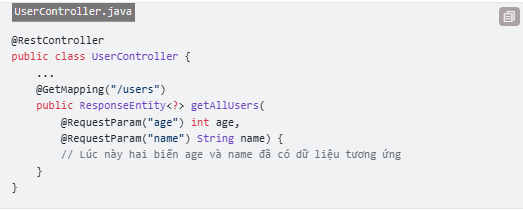 UserController.java
@RestController
public class UserController {
    ...
    @GetMapping("/users")
    public ResponseEntity<?> getAllUsers(
        @RequestParam("age") int age,
        @RequestParam("name") String name) {
        // Lúc này hai biến age và name đã có dữ liệu tương ứng
    }
}